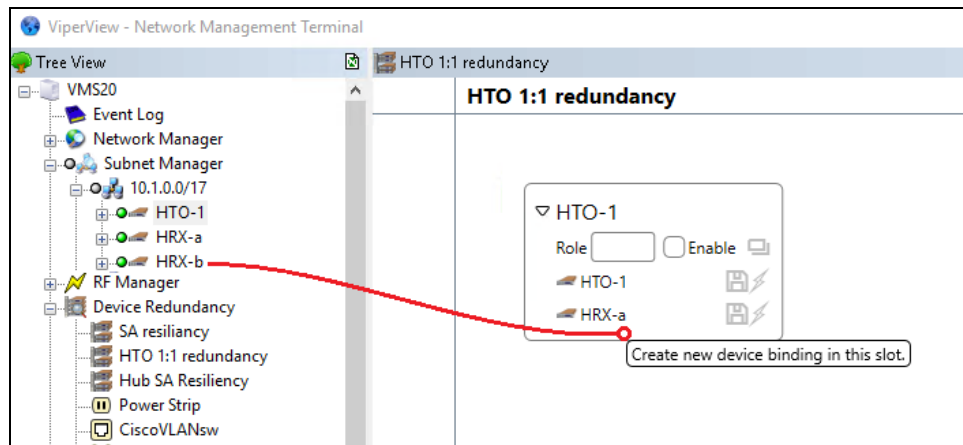 ViperView - Network Management Terminal
Tree View
HTO 1:1 redundancy
VMS20
Event Log
Network Manager
Subnet Manager
10.1.0.0/17
HTO-1
HRX-a
HRX-b
RF Manager
Device Redundancy
SA resiliancy
HTO 1:1 redundancy
Hub SA Resiliency
Power Strip
CiscoVLANsw
HTO 1:1 redundancy
HTO-1
Role Enable
HTO-1
HRX-a
Create new device binding in this slot.